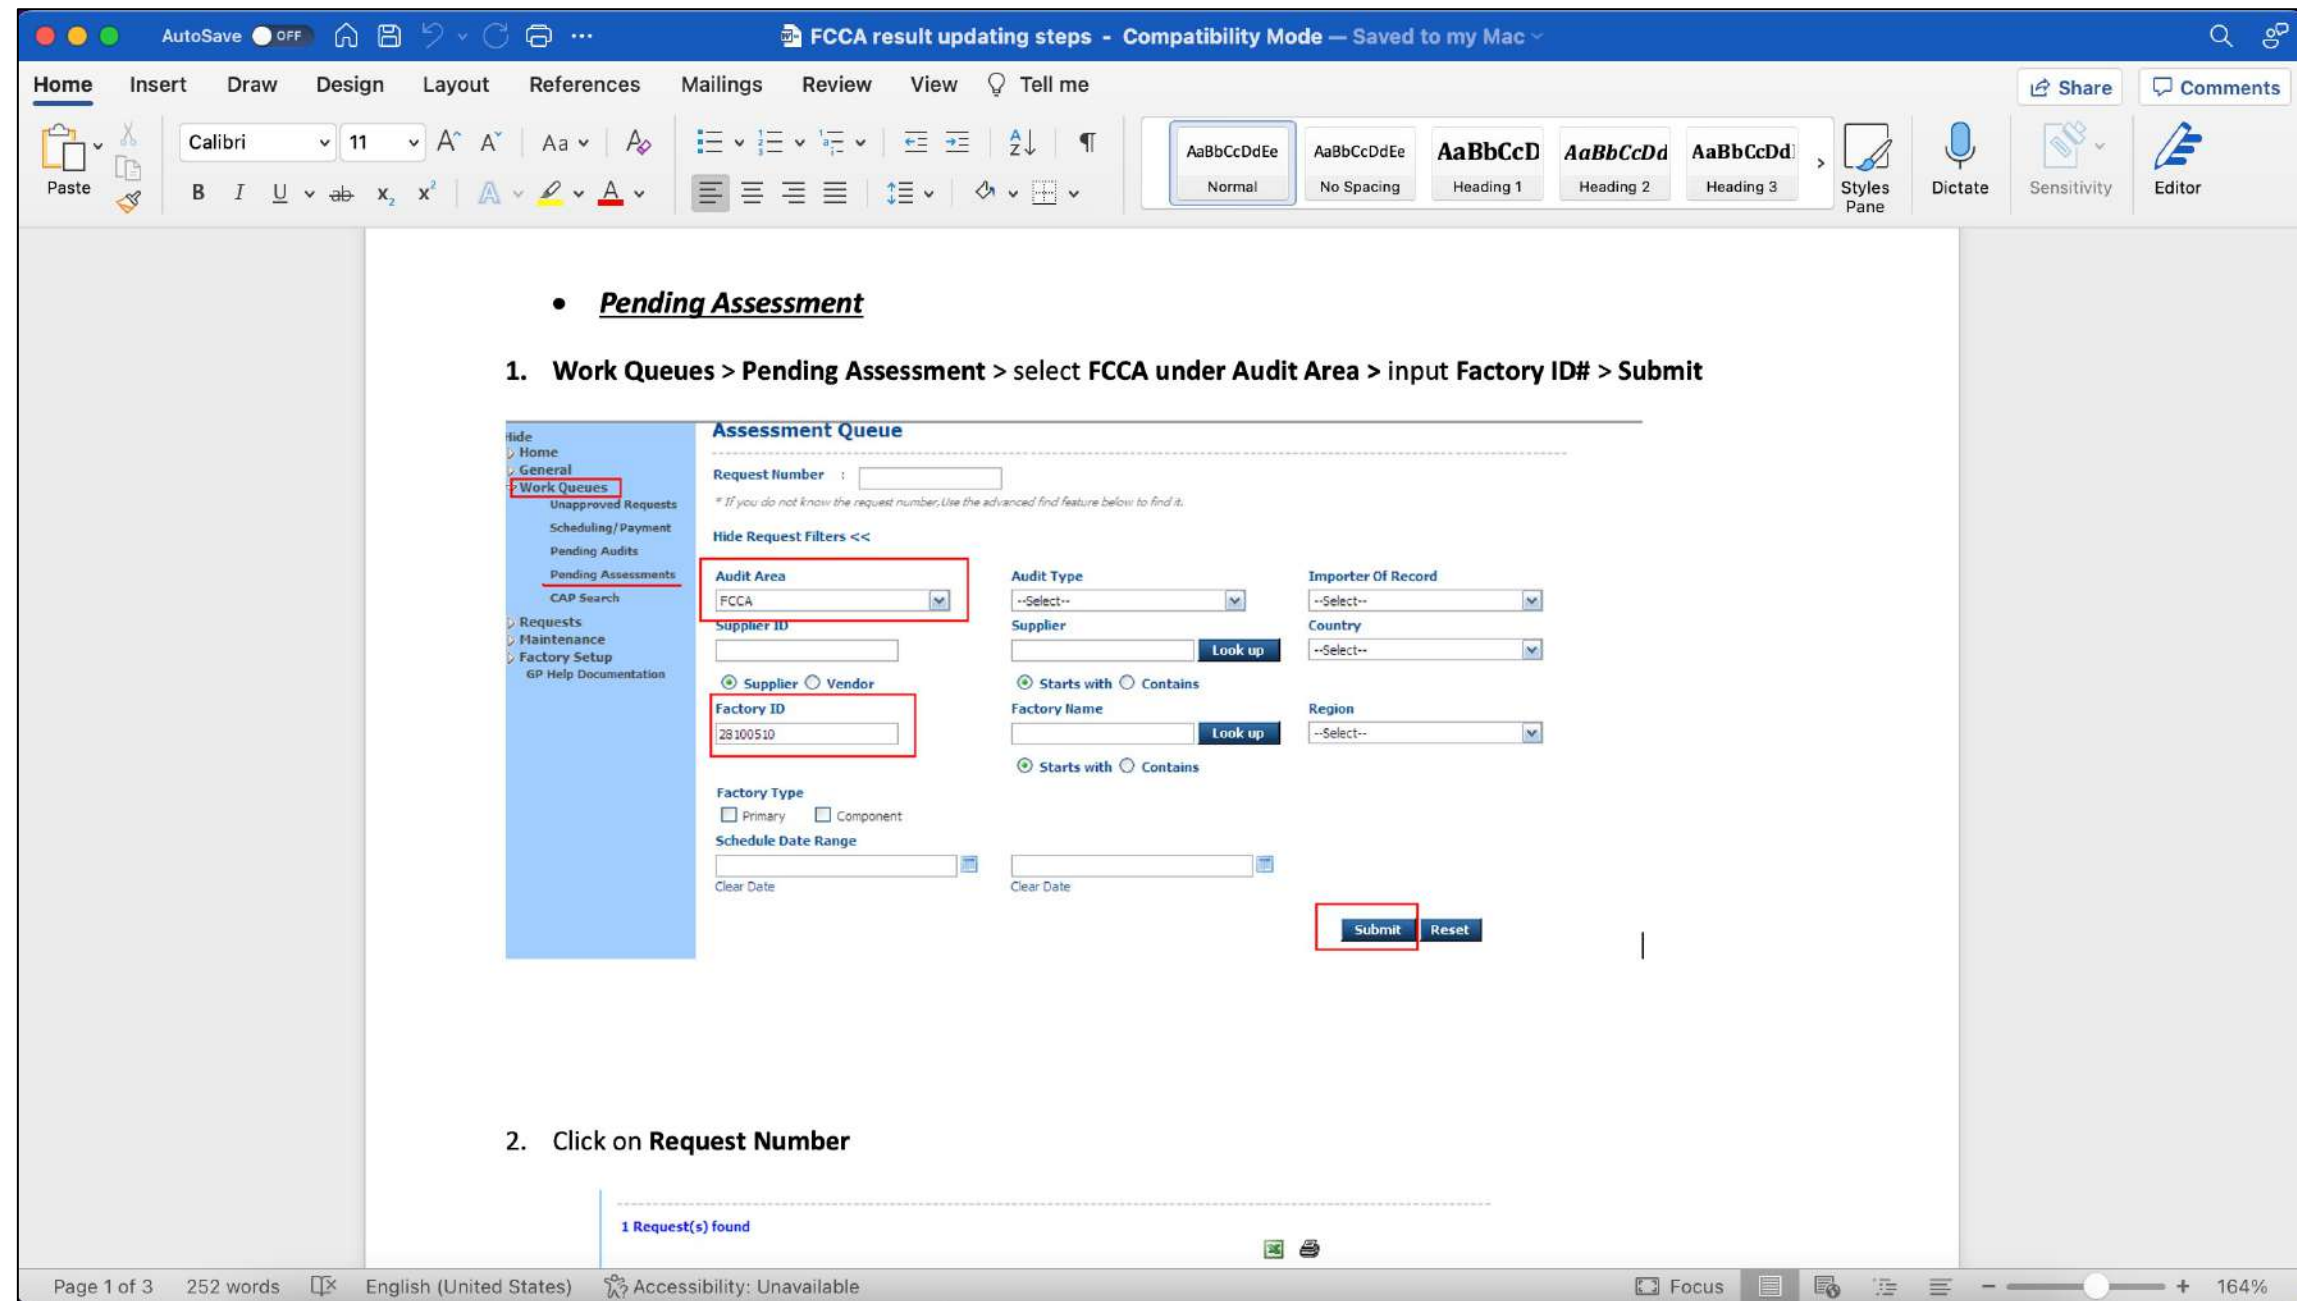 AutoSave OFF ··· FCCA result updating steps - Compatibility Mode — Saved to my Mac
Home Insert Draw Design Layout References Mailings Review View Tell me Share Comments
Paste Calibri 11 A^ Aˇ Aa A AaBbCcDdEe AaBbCcDdEe AaBbCcD AaBbCcDd AaBbCcDd
B I U ab x₂ x² A A Normal No Spacing Heading 1 Heading 2 Heading 3 Styles Pane Dictate Sensitivity Editor
• Pending Assessment
1. Work Queues > Pending Assessment > select FCCA under Audit Area > input Factory ID# > Submit
Hide
Home
General
Work Queues
Unapproved Requests
Scheduling/Payment
Pending Audits
Pending Assessments
CAP Search
Requests
Maintenance
Factory Setup
GP Help Documentation
Assessment Queue
Request Number :
* If you do not know the request number,Use the advanced find feature below to find it.
Hide Request Filters <<
Audit Area Audit Type Importer Of Record
FCCA --Select-- --Select--
Supplier ID Supplier Country
Look up --Select--
Supplier Vendor Starts with Contains
Factory ID Factory Name Region
28100510 Look up --Select--
Starts with Contains
Factory Type
Primary Component
Schedule Date Range
Clear Date Clear Date
Submit Reset
2. Click on Request Number
1 Request(s) found
Page 1 of 3 252 words English (United States) Accessibility: Unavailable Focus - + 164%